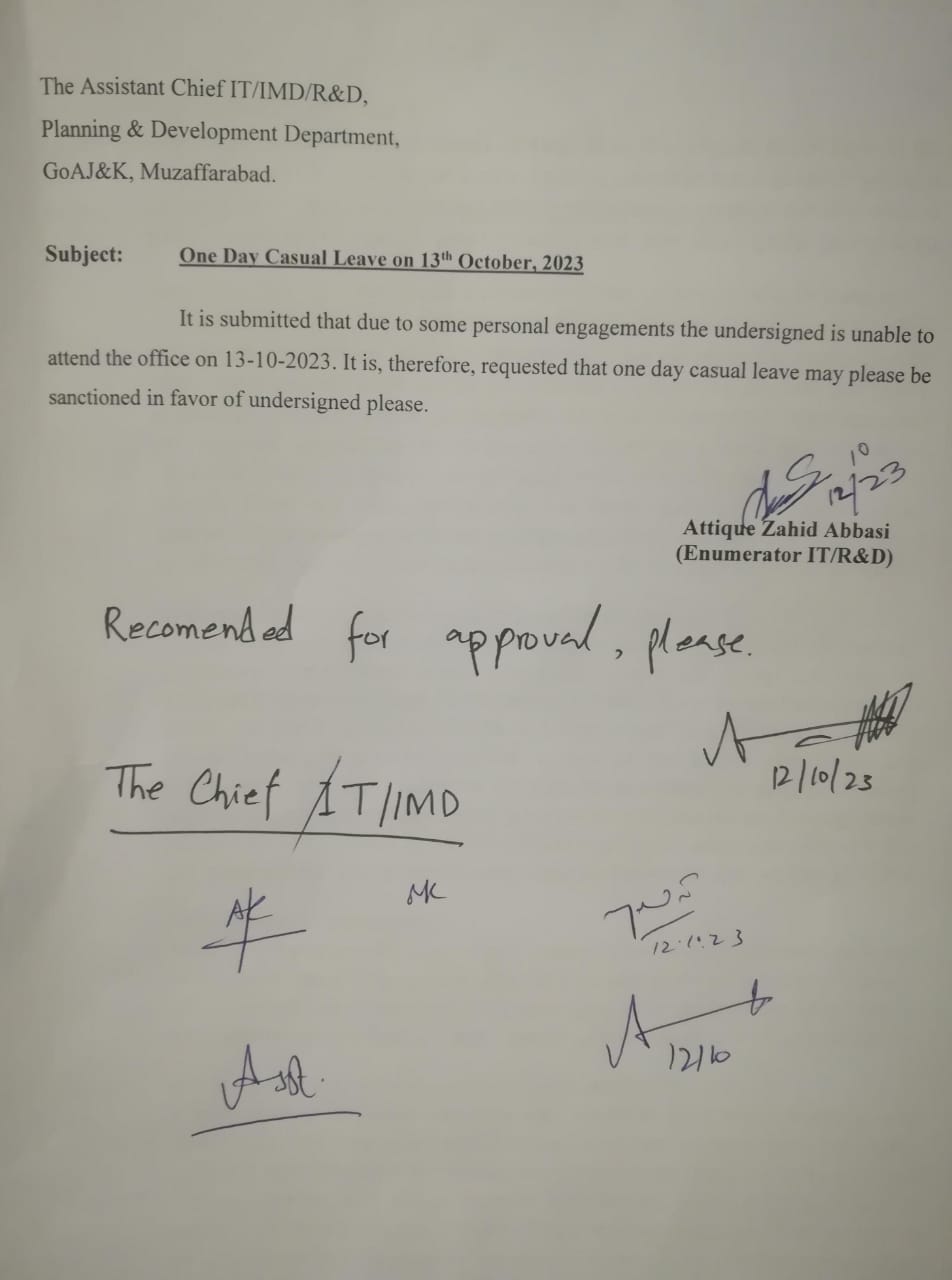 The Assistant Chief IT/IMD/R&D,
Planning & Development Department,
GoAJ&K, Muzaffarabad.
Subject: One Day Casual Leave on 13th October, 2023
It is submitted that due to some personal engagements the undersigned is unable to
attend the office on 13-10-2023. It is, therefore, requested that one day casual leave may please be
sanctioned in favor of undersigned please.
12/10/23
Attique Zahid Abbasi
(Enumerator IT/R&D)
Recomended for approval, please.
12/10/23
The Chief IT/IMD
12.10.23
12/10
Asst.